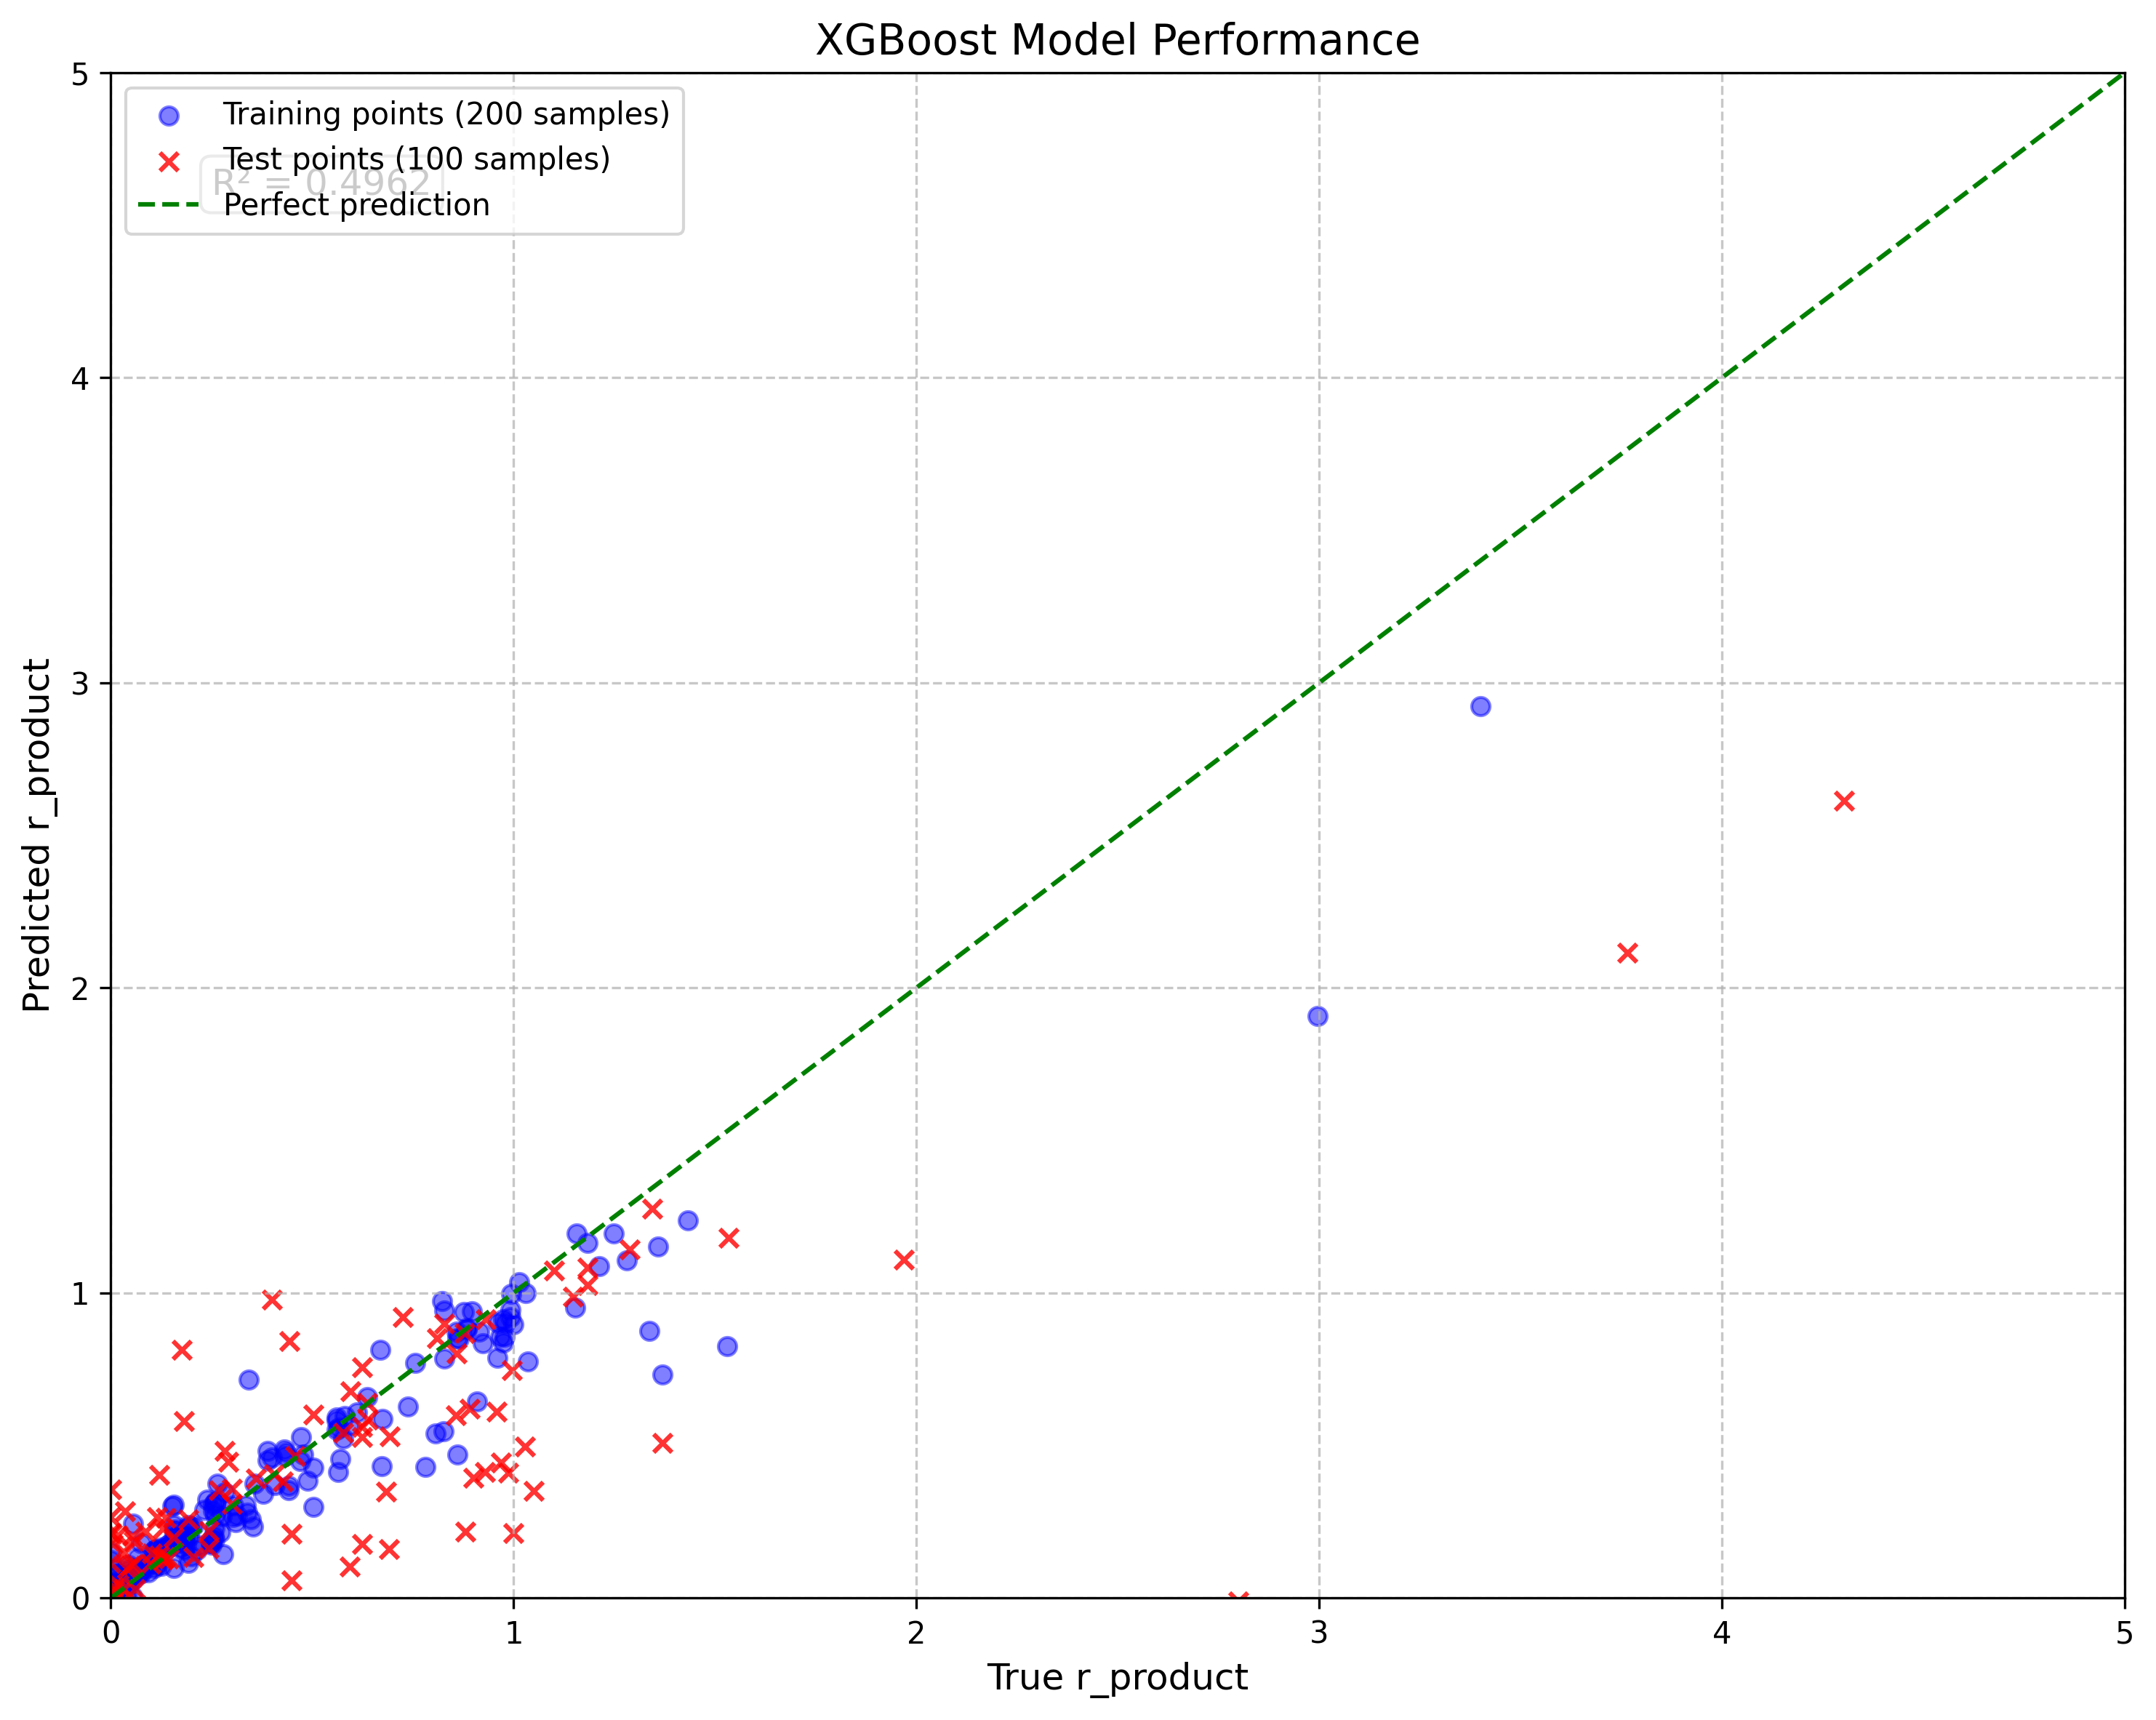 XGBoost Model Performance
Training points (200 samples)
Test points (100 samples)
R² = 0.4962
Perfect prediction
5
4
3
2
1
0
Predicted r_product
0 1 2 3 4 5
True r_product